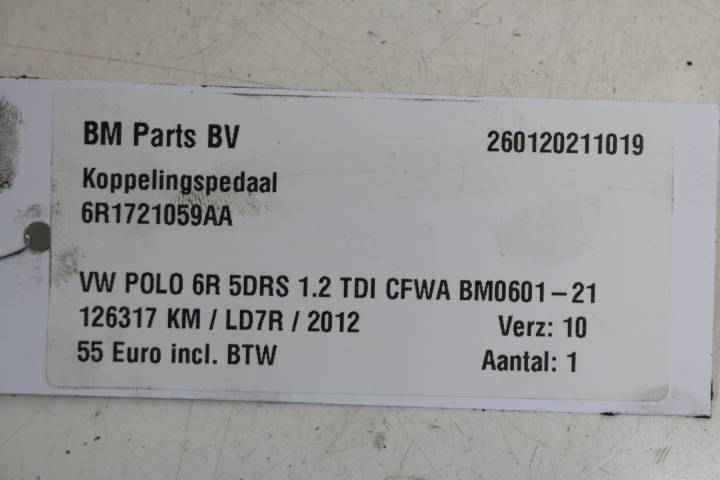 BM Parts BV 260120211019
Koppelingspedaal
6R1721059AA
VW POLO 6R 5DRS 1.2 TDI CFWA BM0601-21
126317 KM / LD7R / 2012 Verz: 10
55 Euro incl. BTW Aantal: 1